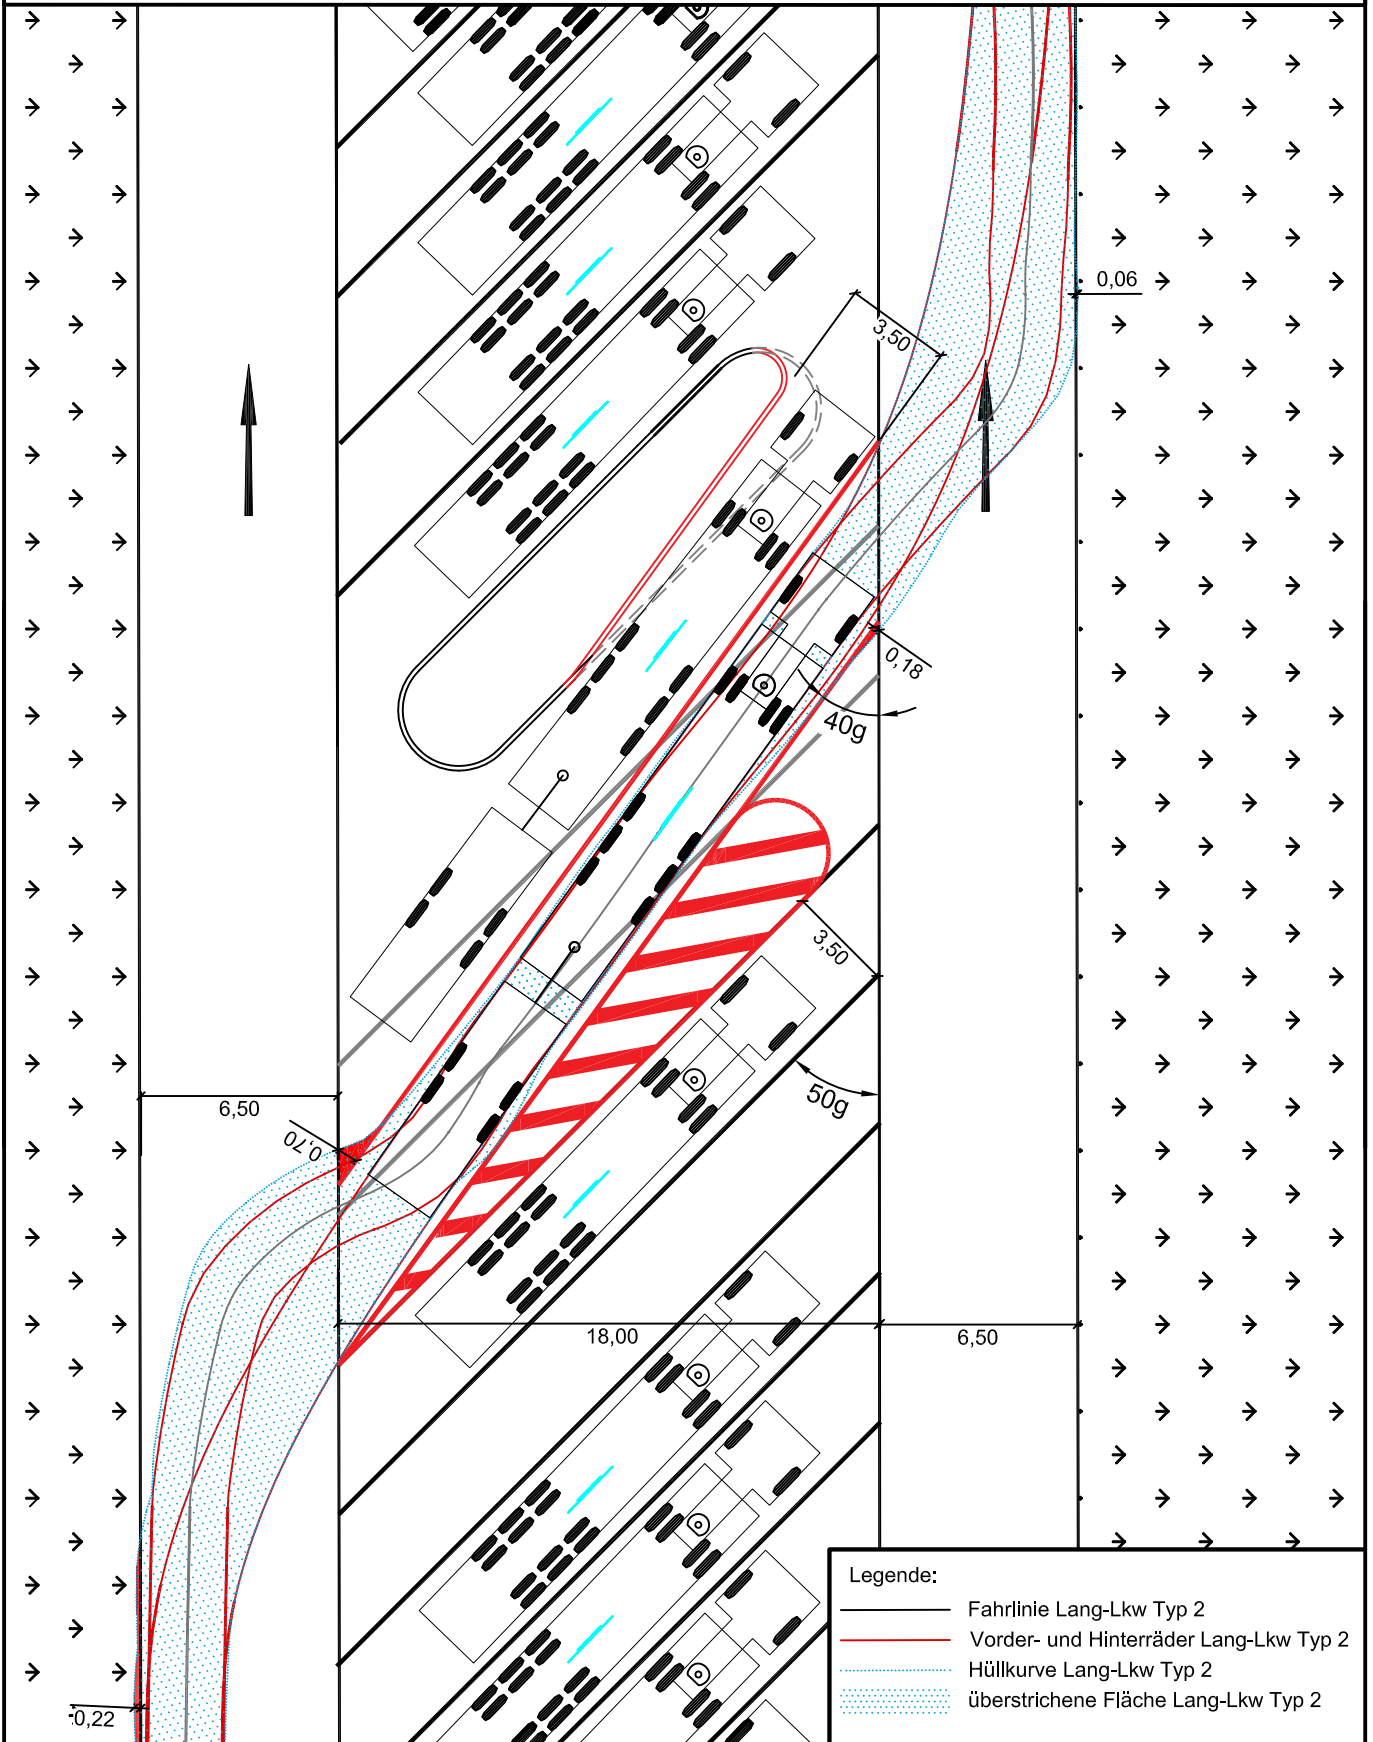 0,06
3,50
0,18
40g
3,50
50g
6,50
0,70
18,00
6,50
0,22
Legende:
Fahrlinie Lang-Lkw Typ 2
Vorder- und Hinterräder Lang-Lkw Typ 2
Hüllkurve Lang-Lkw Typ 2
überstrichene Fläche Lang-Lkw Typ 2